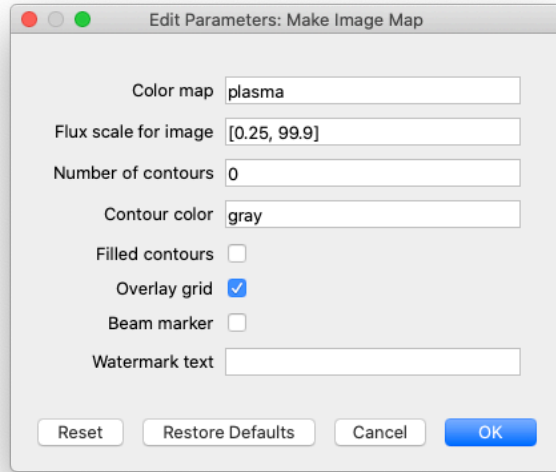 Edit Parameters: Make Image Map
Color map plasma
Flux scale for image [0.25, 99.9]
Number of contours 0
Contour color gray
Filled contours
Overlay grid
Beam marker
Watermark text
Reset Restore Defaults Cancel OK